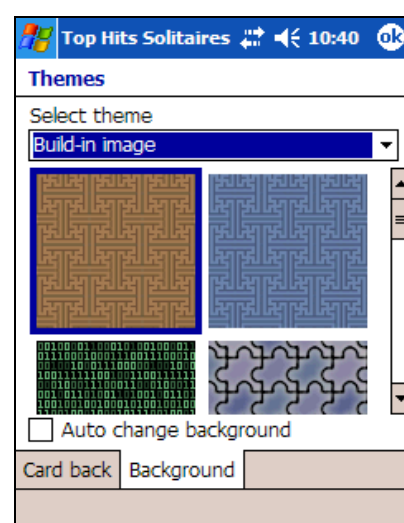 Top Hits Solitaires 10:40 ok
Themes
Select theme
Build-in image
Auto change background
Card back Background